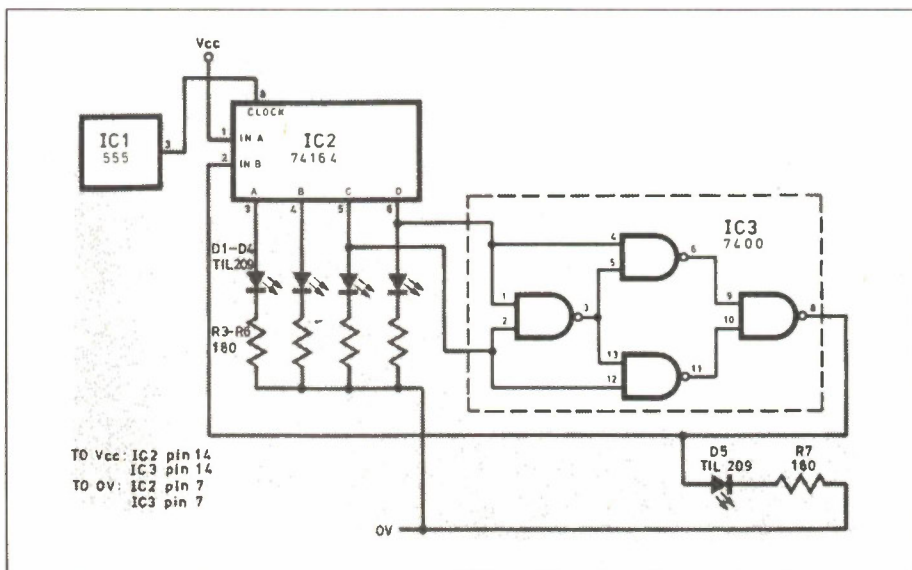 Vcc
8
CLOCK
IC1
555
3
1
IN A
2
IN B
IC2
74164
A
B
C
D
3
4
5
6
D1-D4
TIL209
R3-R6
180
IC3
7400
1
2
3
4
5
6
13
12
11
9
10
8
TO Vcc: IC2 pin 14
IC3 pin 14
TO 0V: IC2 pin 7
IC3 pin 7
D5
TIL 209
R7
180
0V